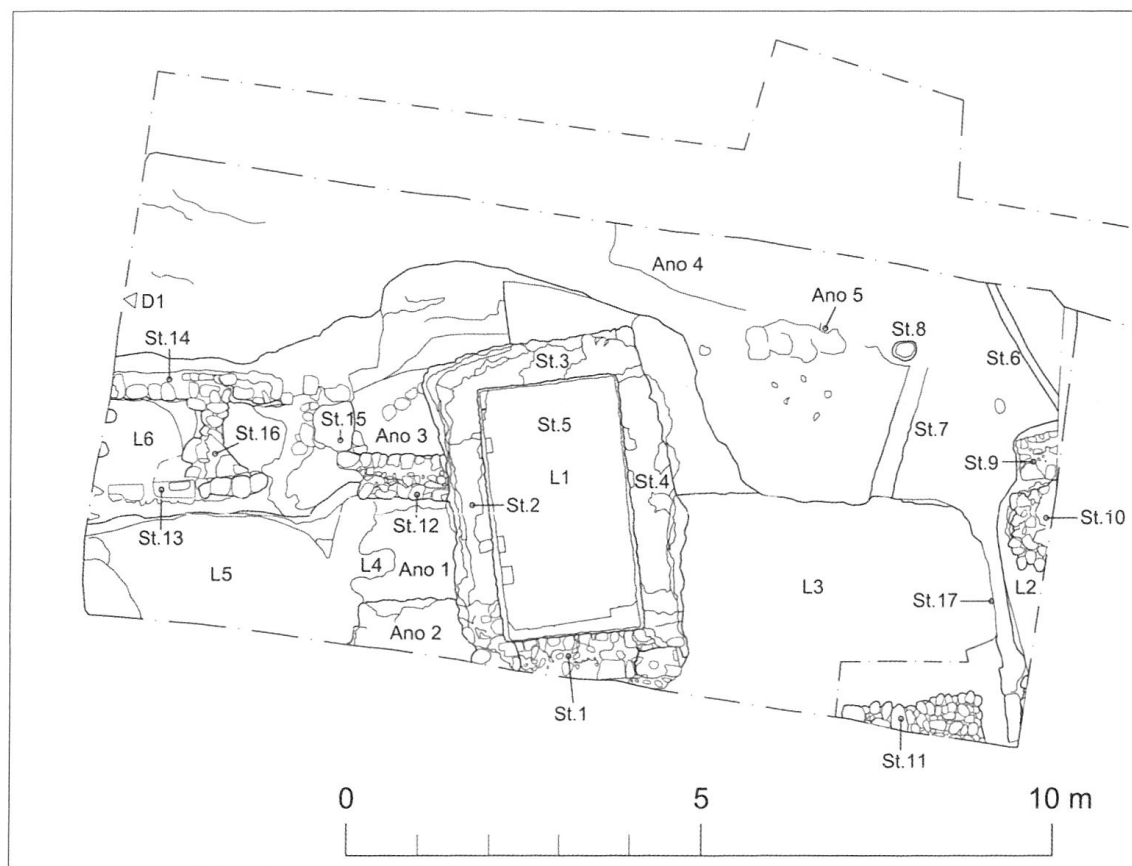 Ano 4
D1
Ano 5
St.14
St.8
St.3
St.6
St.15
Ano 3
St.5
St.7
L6
St.16
St.9
L1
St.4
St.12
St.2
St.10
St.13
L5
L4
Ano 1
L3
St.17
L2
Ano 2
St.1
St.11
0
5
10 m